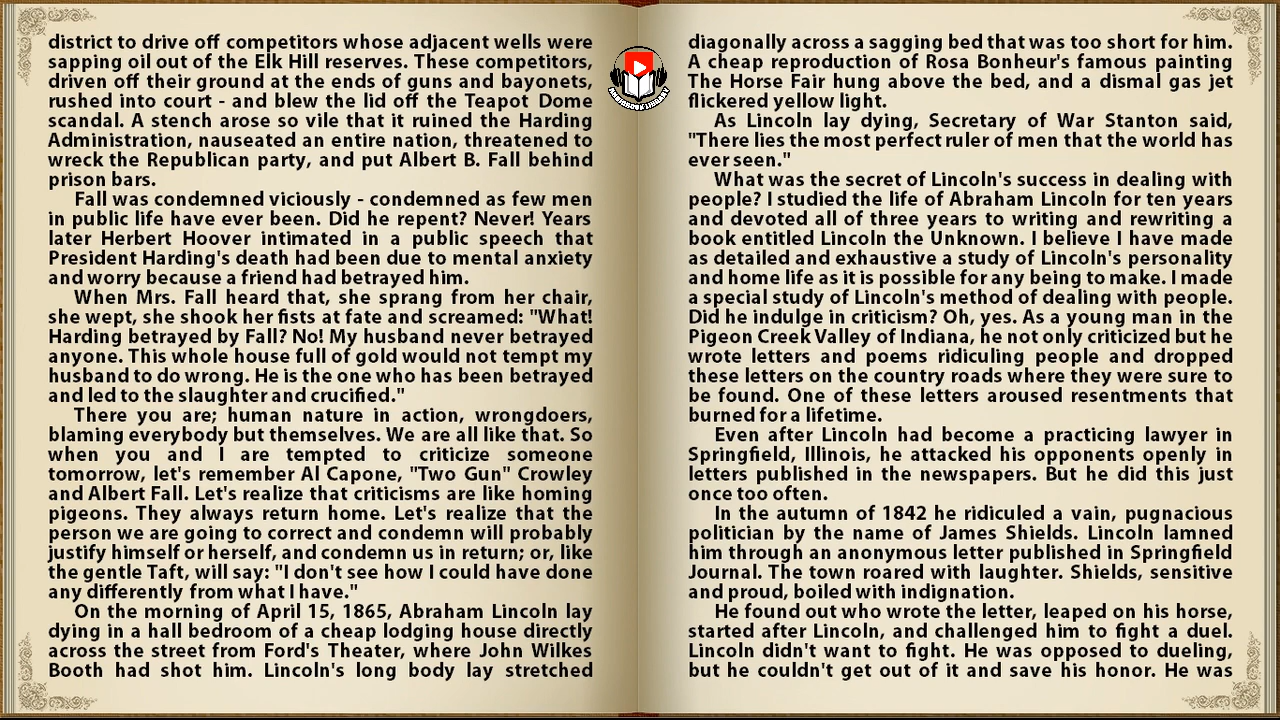 district to drive off competitors whose adjacent wells were
sapping oil out of the Elk Hill reserves. These competitors,
driven off their ground at the ends of guns and bayonets,
rushed into court - and blew the lid off the Teapot Dome
scandal. A stench arose so vile that it ruined the Harding
Administration, nauseated an entire nation, threatened to
wreck the Republican party, and put Albert B. Fall behind
prison bars.
Fall was condemned viciously - condemned as few men
in public life have ever been. Did he repent? Never! Years
later Herbert Hoover intimated in a public speech that
President Harding's death had been due to mental anxiety
and worry because a friend had betrayed him.
When Mrs. Fall heard that, she sprang from her chair,
she wept, she shook her fists at fate and screamed: "What!
Harding betrayed by Fall? No! My husband never betrayed
anyone. This whole house full of gold would not tempt my
husband to do wrong. He is the one who has been betrayed
and led to the slaughter and crucified."
There you are; human nature in action, wrongdoers,
blaming everybody but themselves. We are all like that. So
when you and I are tempted to criticize someone
tomorrow, let's remember Al Capone, "Two Gun" Crowley
and Albert Fall. Let's realize that criticisms are like homing
pigeons. They always return home. Let's realize that the
person we are going to correct and condemn will probably
justify himself or herself, and condemn us in return; or, like
the gentle Taft, will say: "I don't see how I could have done
any differently from what I have."
On the morning of April 15, 1865, Abraham Lincoln lay
dying in a hall bedroom of a cheap lodging house directly
across the street from Ford's Theater, where John Wilkes
Booth had shot him. Lincoln's long body lay stretched
diagonally across a sagging bed that was too short for him.
A cheap reproduction of Rosa Bonheur's famous painting
The Horse Fair hung above the bed, and a dismal gas jet
flickered yellow light.
As Lincoln lay dying, Secretary of War Stanton said,
"There lies the most perfect ruler of men that the world has
ever seen."
What was the secret of Lincoln's success in dealing with
people? I studied the life of Abraham Lincoln for ten years
and devoted all of three years to writing and rewriting a
book entitled Lincoln the Unknown. I believe I have made
as detailed and exhaustive a study of Lincoln's personality
and home life as it is possible for any being to make. I made
a special study of Lincoln's method of dealing with people.
Did he indulge in criticism? Oh, yes. As a young man in the
Pigeon Creek Valley of Indiana, he not only criticized but he
wrote letters and poems ridiculing people and dropped
these letters on the country roads where they were sure to
be found. One of these letters aroused resentments that
burned for a lifetime.
Even after Lincoln had become a practicing lawyer in
Springfield, Illinois, he attacked his opponents openly in
letters published in the newspapers. But he did this just
once too often.
In the autumn of 1842 he ridiculed a vain, pugnacious
politician by the name of James Shields. Lincoln lamned
him through an anonymous letter published in Springfield
Journal. The town roared with laughter. Shields, sensitive
and proud, boiled with indignation.
He found out who wrote the letter, leaped on his horse,
started after Lincoln, and challenged him to fight a duel.
Lincoln didn't want to fight. He was opposed to dueling,
but he couldn't get out of it and save his honor. He was